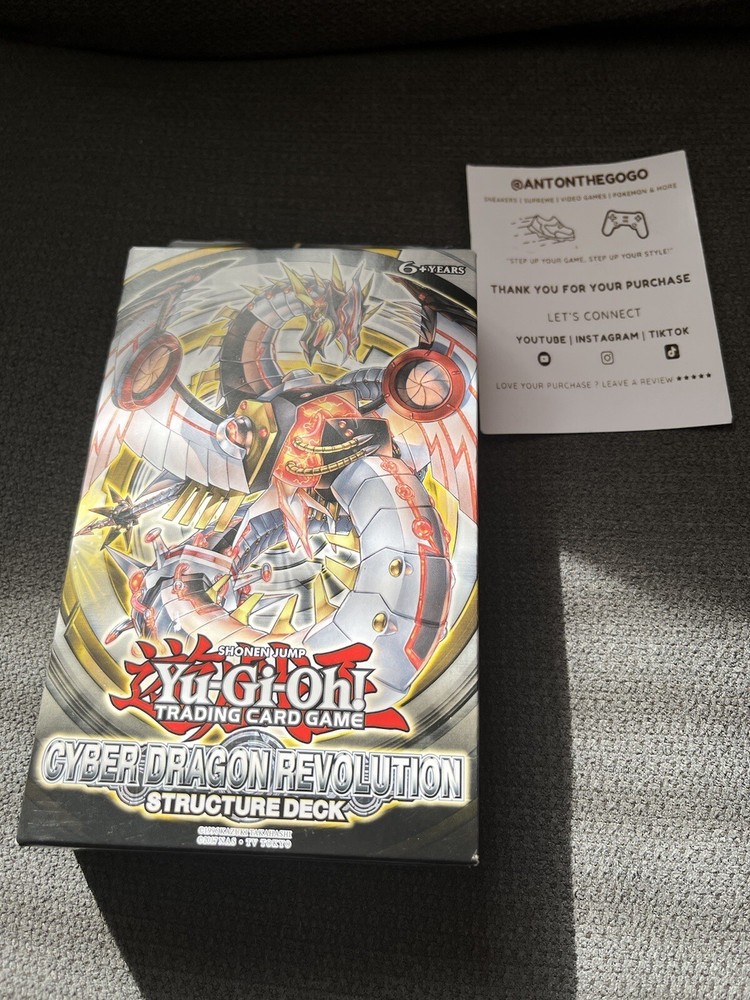 6+YEARS
SHONEN JUMP
Yu-Gi-Oh!
TRADING CARD GAME
CYBER DRAGON REVOLUTION
STRUCTURE DECK
TV TOKYO
@ANTONTHEGOGO
SNEAKERS | SUPREME | VIDEO GAMES | POKEMON & MORE
"STEP UP YOUR GAME, STEP UP YOUR STYLE!"
THANK YOU FOR YOUR PURCHASE
LET'S CONNECT
YOUTUBE | INSTAGRAM | TIKTOK
LOVE YOUR PURCHASE ? LEAVE A REVIEW ★★★★★